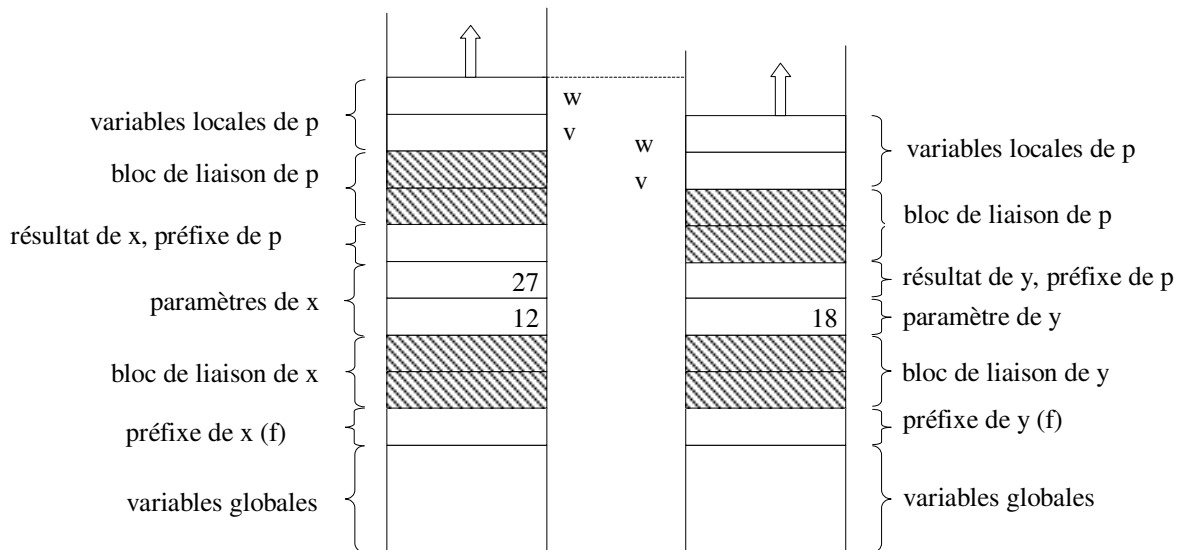 variables locales de p
bloc de liaison de p
résultat de x, préfixe de p
paramètres de x
bloc de liaison de x
préfixe de x (f)
variables globales
w
v
27
12
w
v
18
variables locales de p
bloc de liaison de p
résultat de y, préfixe de p
paramètre de y
bloc de liaison de y
préfixe de y (f)
variables globales